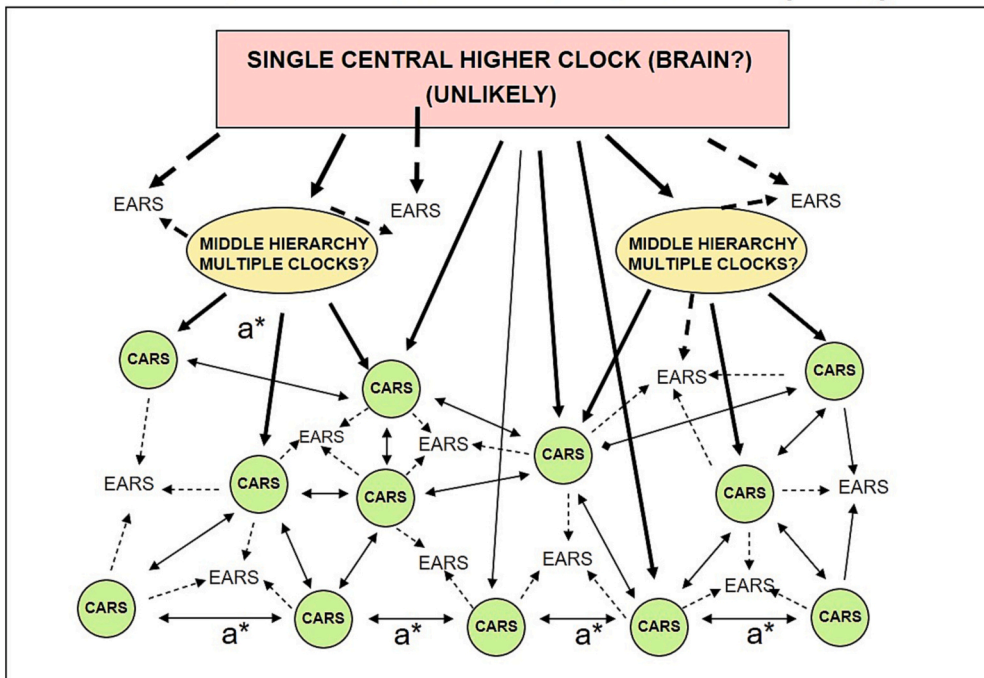 SINGLE CENTRAL HIGHER CLOCK (BRAIN?)
(UNLIKELY)
EARS
EARS
EARS
MIDDLE HIERARCHY
MULTIPLE CLOCKS?
MIDDLE HIERARCHY
MULTIPLE CLOCKS?
a*
CARS
CARS
EARS
CARS
EARS
EARS
CARS
EARS
CARS
CARS
CARS
EARS
EARS
EARS
EARS
EARS
CARS
CARS
CARS
CARS
CARS
a*
a*
a*
a*